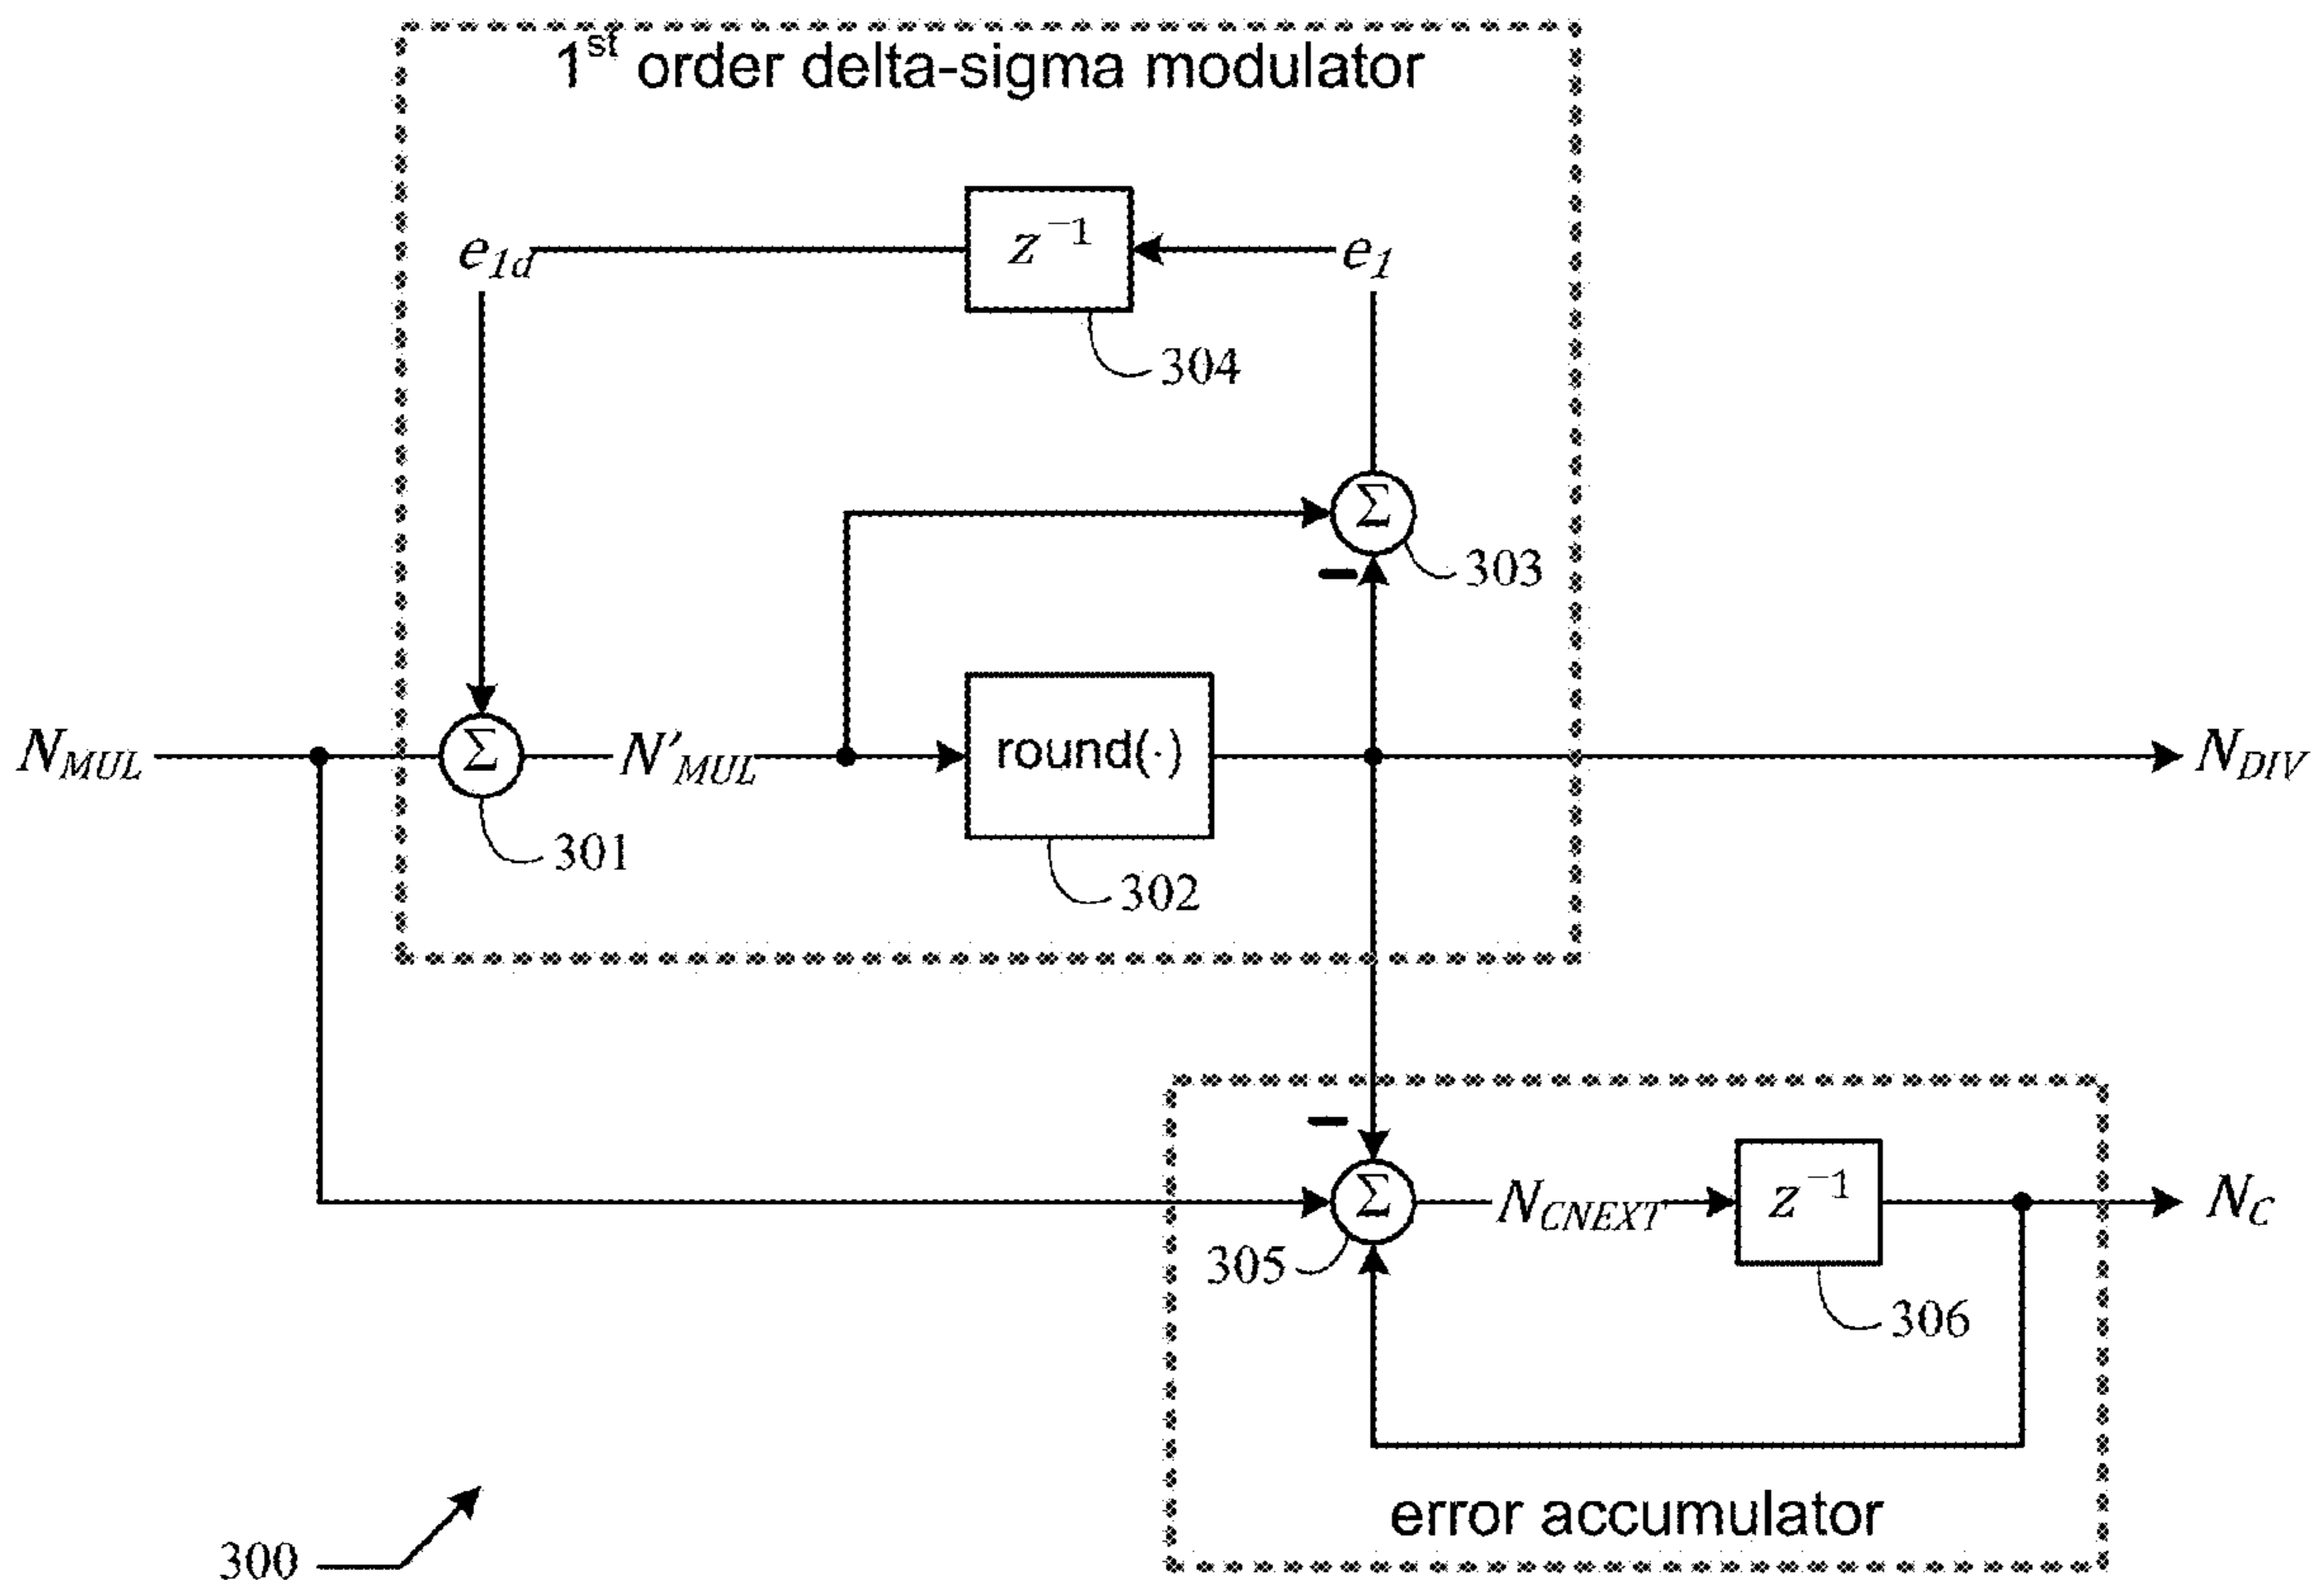 1st order delta-sigma modulator
e1d
z−1
e1
304
Σ
303
NMUL
Σ
N'MUL
round(·)
NDIV
301
302
−
−
Σ
NCNEXT
z−1
NC
305
306
error accumulator
300